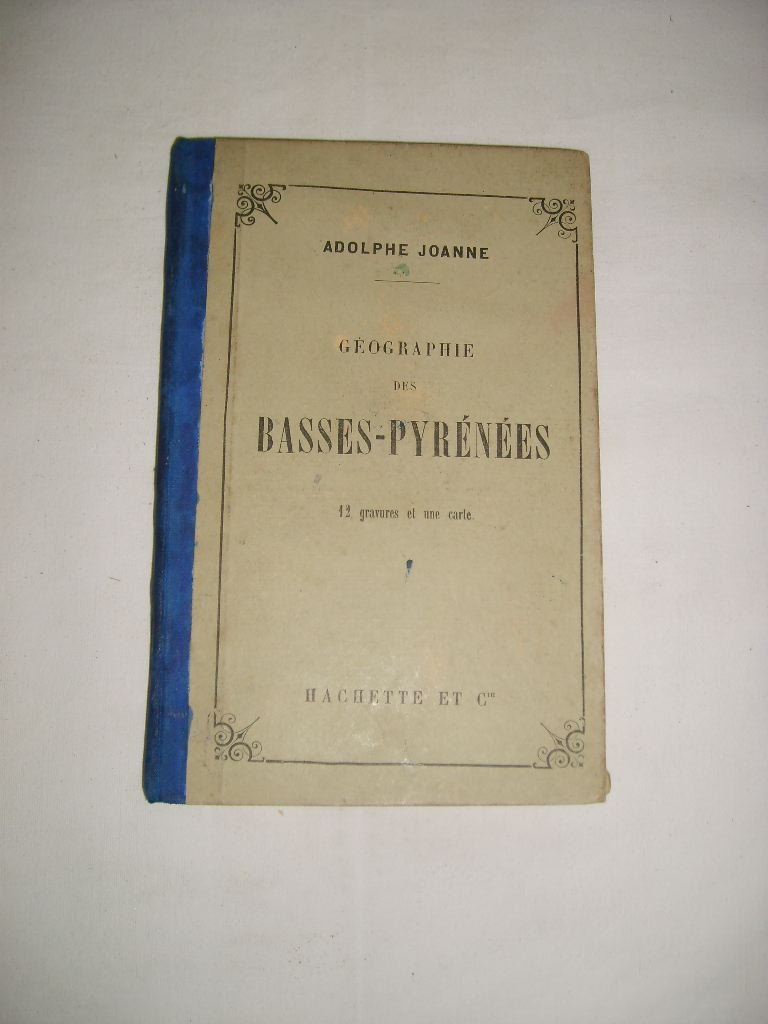 ADOLPHE JOANNE
GÉOGRAPHIE
DES
BASSES-PYRÉNÉES
12 gravures et une carte.
HACHETTE ET Cie